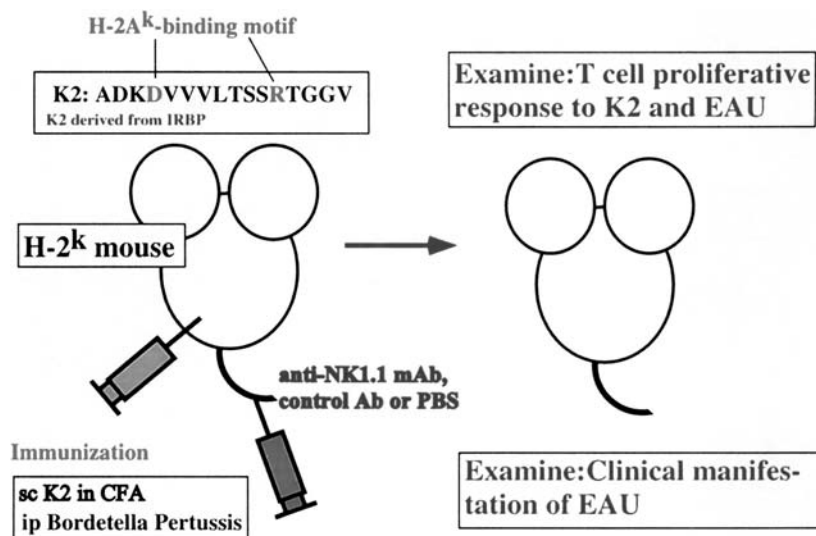 H-2A^k-binding motif
K2: ADKDVVVLTSSRTGGV
K2 derived from IRBP
H-2^k mouse
anti-NK1.1 mAb,
control Ab or PBS
Immunization
sc K2 in CFA
ip Bordetella Pertussis
Examine:T cell proliferative
response to K2 and EAU
Examine:Clinical manifes-
tation of EAU